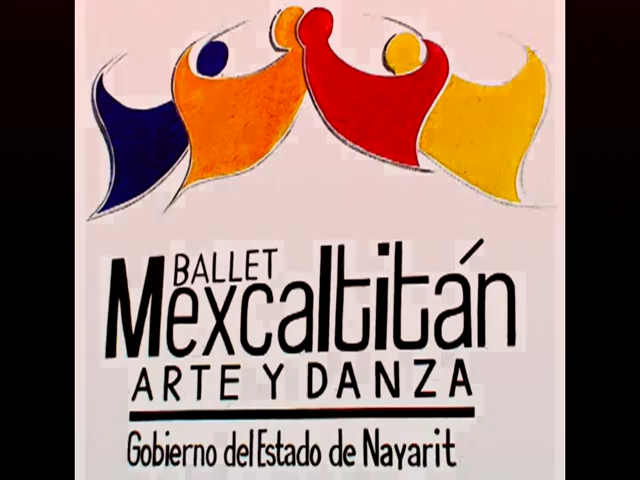 BALLET
Mexcaltitán
ARTE Y DANZA
Gobierno del Estado de Nayarit